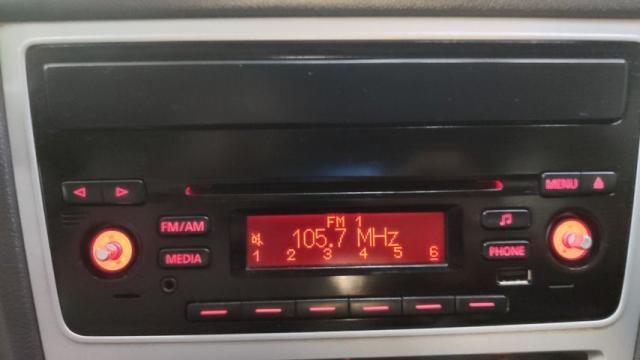 MENU
FM/AM
MEDIA
FM 1
105.7 MHz
1 2 3 4 5 6
PHONE